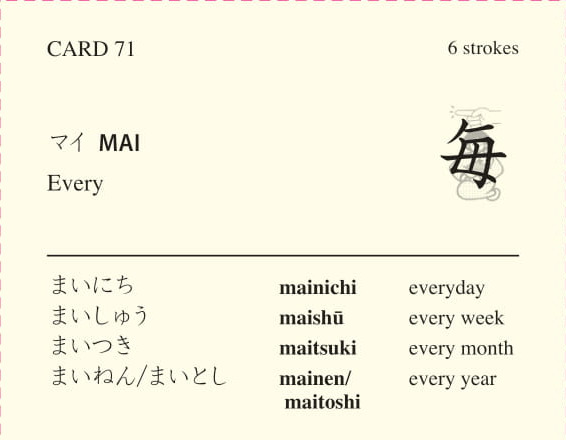 CARD 71 6 strokes
マイ MAI 毎
Every
まいにち mainichi everyday
まいしゅう maishū every week
まいつき maitsuki every month
まいねん/まいとし mainen/ every year
maitoshi